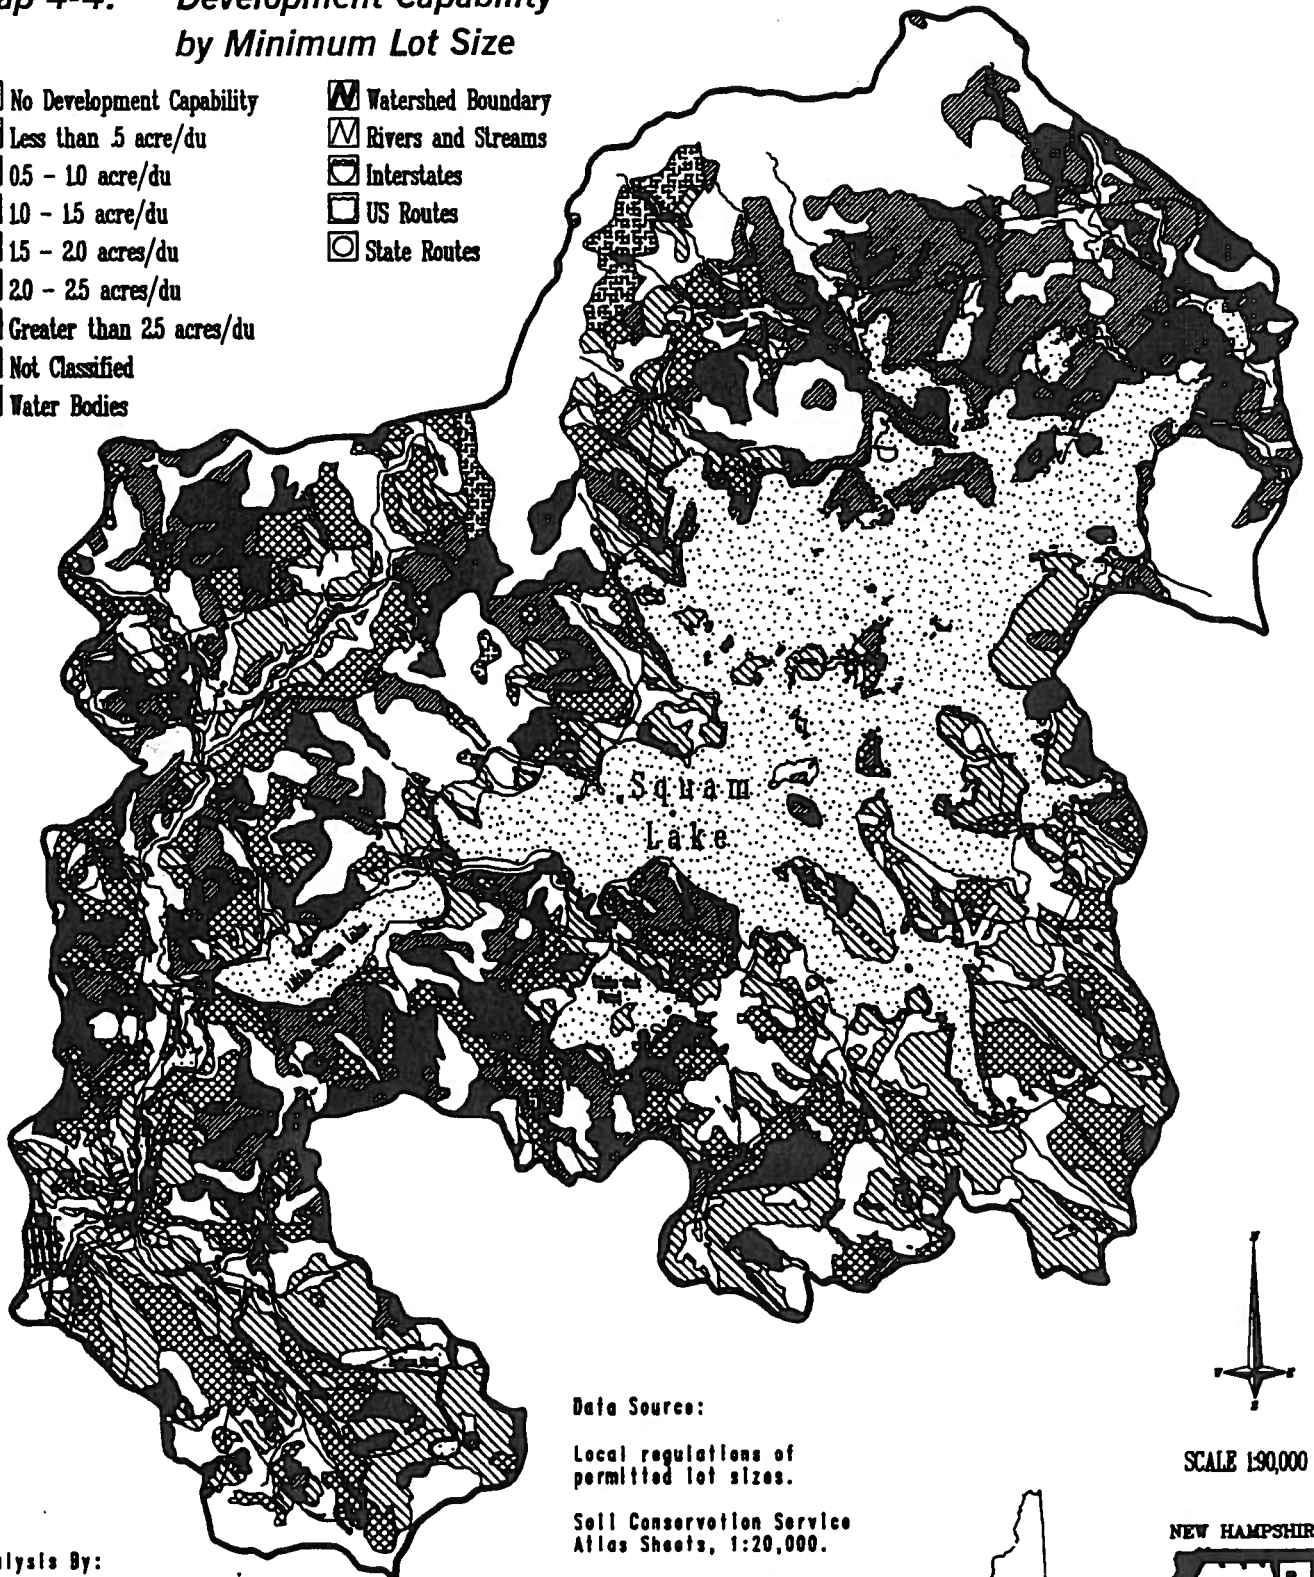 ap 4-4: Development Capability
by Minimum Lot Size
No Development Capability
Less than .5 acre/du
0.5 - 1.0 acre/du
1.0 - 1.5 acre/du
1.5 - 2.0 acres/du
2.0 - 2.5 acres/du
Greater than 2.5 acres/du
Not Classified
Water Bodies
Watershed Boundary
Rivers and Streams
Interstates
US Routes
State Routes
Squam
Lake
Data Source:
Local regulations of
permitted lot sizes.
Soil Conservation Service
Atlas Sheets, 1:20,000.
SCALE 1:90,000
NEW HAMPSHIR
alysis By: